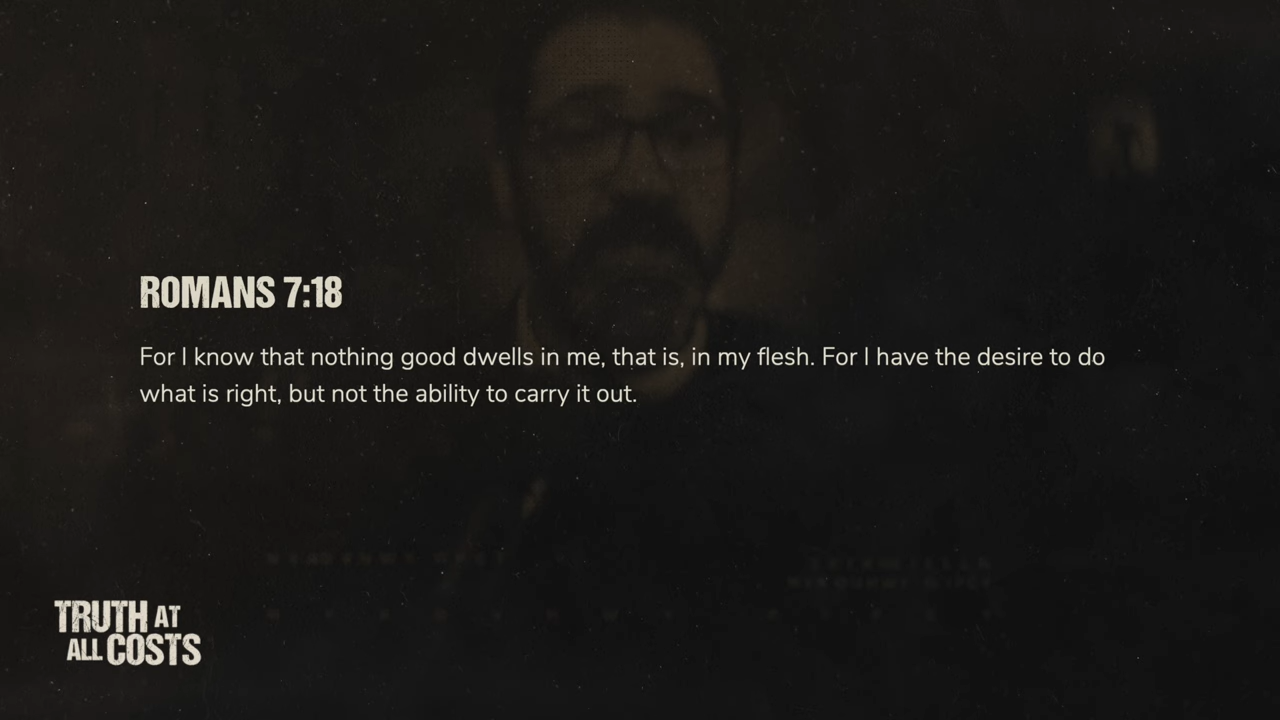 ROMANS 7:18
For I know that nothing good dwells in me, that is, in my flesh. For I have the desire to do
what is right, but not the ability to carry it out.
TRUTH AT
ALL COSTS